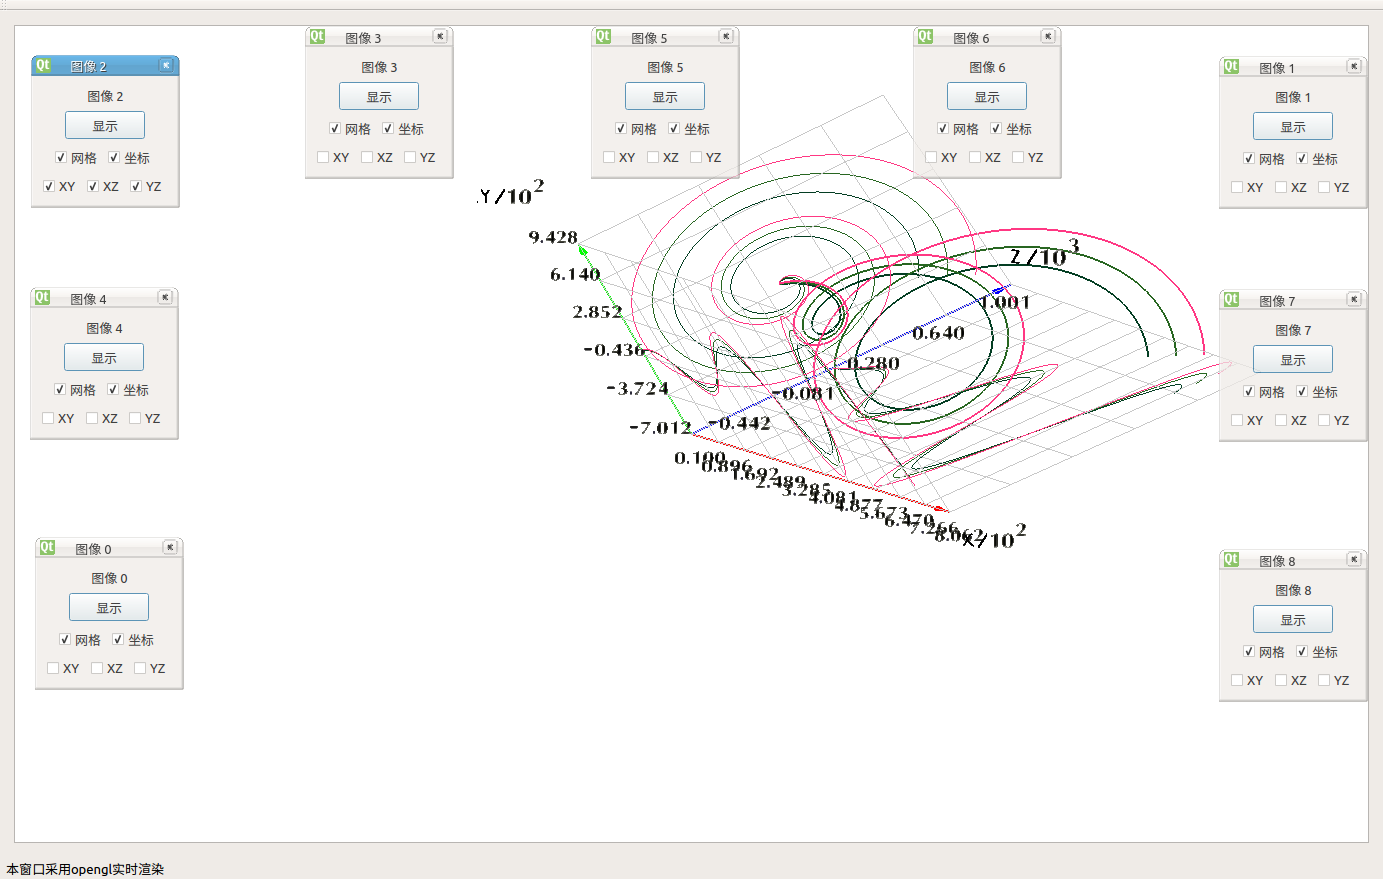 Qt 图像 2
图像 2
显示
网格 坐标
XY XZ YZ
Qt 图像 3
图像 3
显示
网格 坐标
XY XZ YZ
Qt 图像 5
图像 5
显示
网格 坐标
XY XZ YZ
Qt 图像 6
图像 6
显示
网格 坐标
XY XZ YZ
Qt 图像 1
图像 1
显示
网格 坐标
XY XZ YZ
Y/10²
9.428
6.140
2.852
-0.436
-3.724
-7.012
Z/10³
1.001
0.640
0.280
-0.081
-0.442
0.100
0.896
1.692
2.489
3.285
4.081
4.877
5.673
6.470
7.266
8.062
X/10²
Qt 图像 4
图像 4
显示
网格 坐标
XY XZ YZ
Qt 图像 7
图像 7
显示
网格 坐标
XY XZ YZ
Qt 图像 0
图像 0
显示
网格 坐标
XY XZ YZ
Qt 图像 8
图像 8
显示
网格 坐标
XY XZ YZ
本窗口采用opengl实时渲染